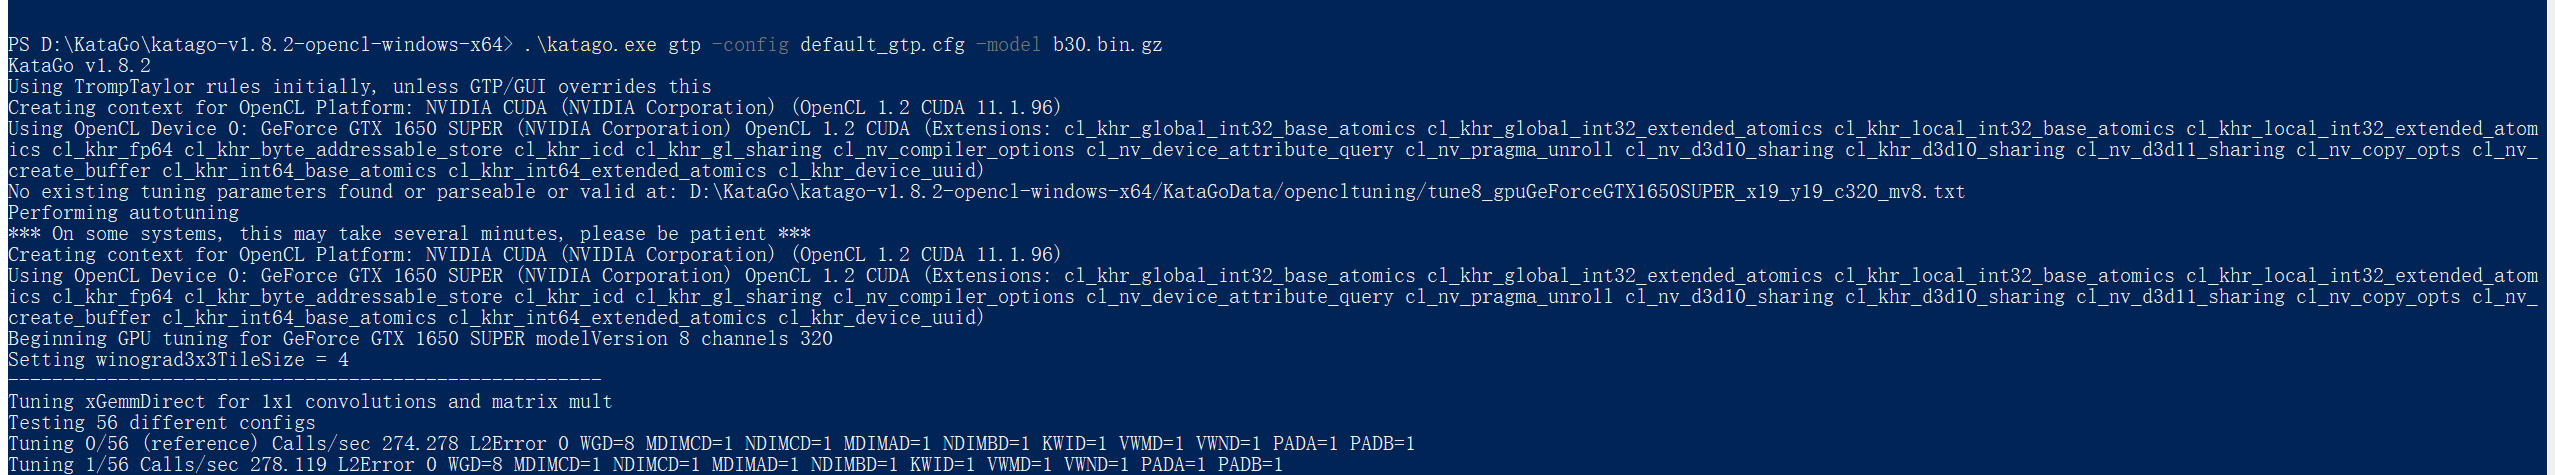 PS D:\KataGo\katago-v1.8.2-opencl-windows-x64> .\katago.exe gtp -config default_gtp.cfg -model b30.bin.gz
KataGo v1.8.2
Using TrompTaylor rules initially, unless GTP/GUI overrides this
Creating context for OpenCL Platform: NVIDIA CUDA (NVIDIA Corporation) (OpenCL 1.2 CUDA 11.1.96)
Using OpenCL Device 0: GeForce GTX 1650 SUPER (NVIDIA Corporation) OpenCL 1.2 CUDA (Extensions: cl_khr_global_int32_base_atomics cl_khr_global_int32_extended_atomics cl_khr_local_int32_base_atomics cl_khr_local_int32_extended_atom
ics cl_khr_fp64 cl_khr_byte_addressable_store cl_khr_icd cl_khr_gl_sharing cl_nv_compiler_options cl_nv_device_attribute_query cl_nv_pragma_unroll cl_nv_d3d10_sharing cl_khr_d3d10_sharing cl_nv_d3d11_sharing cl_nv_copy_opts cl_nv_
create_buffer cl_khr_int64_base_atomics cl_khr_int64_extended_atomics cl_khr_device_uuid)
No existing tuning parameters found or parseable or valid at: D:\KataGo\katago-v1.8.2-opencl-windows-x64/KataGoData/opencltuning/tune8_gpuGeForceGTX1650SUPER_x19_y19_c320_mv8.txt
Performing autotuning
*** On some systems, this may take several minutes, please be patient ***
Creating context for OpenCL Platform: NVIDIA CUDA (NVIDIA Corporation) (OpenCL 1.2 CUDA 11.1.96)
Using OpenCL Device 0: GeForce GTX 1650 SUPER (NVIDIA Corporation) OpenCL 1.2 CUDA (Extensions: cl_khr_global_int32_base_atomics cl_khr_global_int32_extended_atomics cl_khr_local_int32_base_atomics cl_khr_local_int32_extended_atom
ics cl_khr_fp64 cl_khr_byte_addressable_store cl_khr_icd cl_khr_gl_sharing cl_nv_compiler_options cl_nv_device_attribute_query cl_nv_pragma_unroll cl_nv_d3d10_sharing cl_khr_d3d10_sharing cl_nv_d3d11_sharing cl_nv_copy_opts cl_nv_
create_buffer cl_khr_int64_base_atomics cl_khr_int64_extended_atomics cl_khr_device_uuid)
Beginning GPU tuning for GeForce GTX 1650 SUPER modelVersion 8 channels 320
Setting winograd3x3TileSize = 4
------------------------------------------------------
Tuning xGemmDirect for 1x1 convolutions and matrix mult
Testing 56 different configs
Tuning 0/56 (reference) Calls/sec 274.278 L2Error 0 WGD=8 MDIMCD=1 NDIMCD=1 MDIMAD=1 NDIMBD=1 KWID=1 VWMD=1 VWND=1 PADA=1 PADB=1
Tuning 1/56 Calls/sec 278.119 L2Error 0 WGD=8 MDIMCD=1 NDIMCD=1 MDIMAD=1 NDIMBD=1 KWID=1 VWMD=1 VWND=1 PADA=1 PADB=1